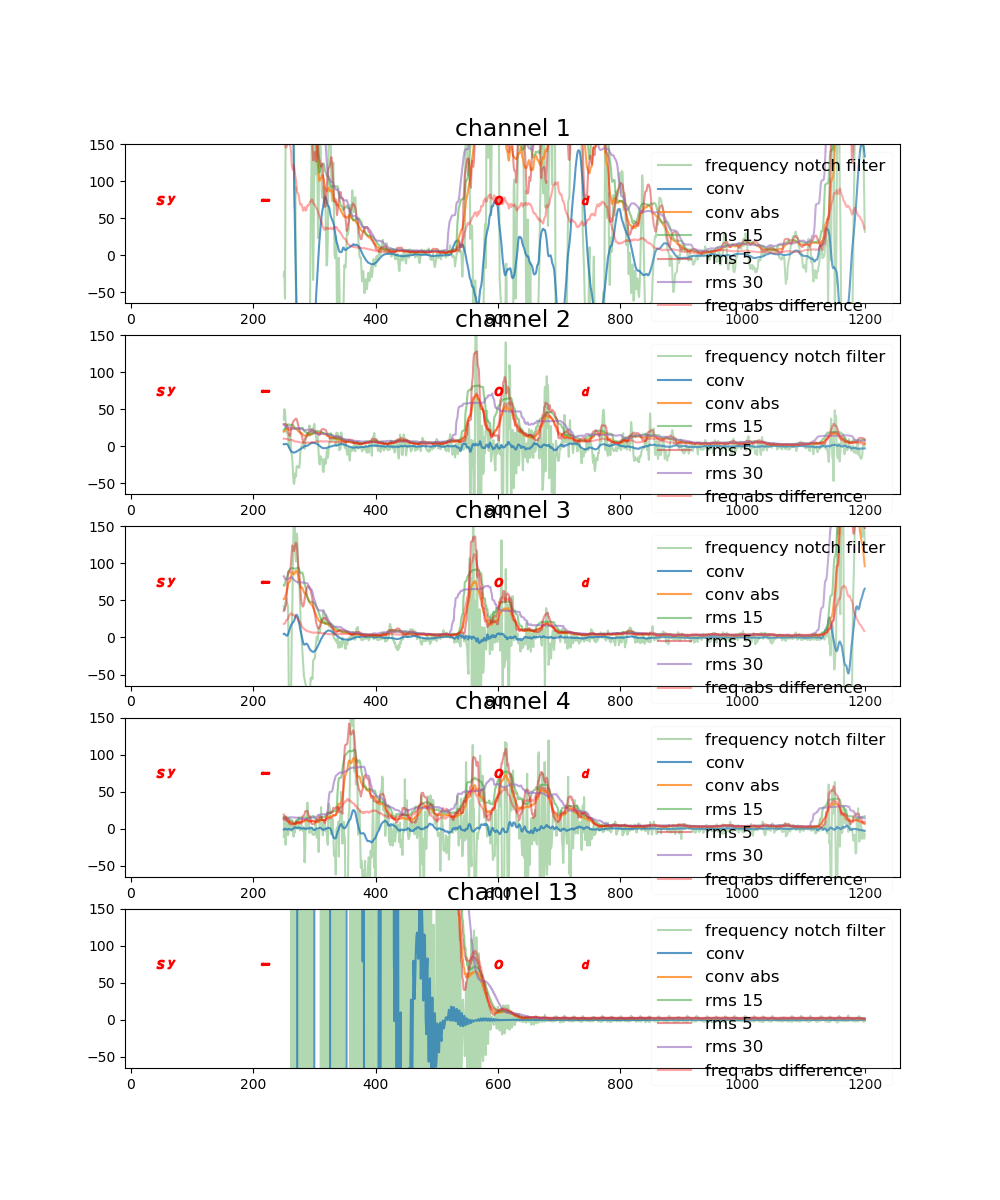 channel 1
150
100
50
0
−50
s y – o d
frequency notch filter
conv
conv abs
rms 15
rms 5
rms 30
freq abs difference
0 200 400 600 800 1000 1200
channel 2
150
100
50
0
−50
s y – o d
frequency notch filter
conv
conv abs
rms 15
rms 5
rms 30
freq abs difference
0 200 400 600 800 1000 1200
channel 3
150
100
50
0
−50
s y – o d
frequency notch filter
conv
conv abs
rms 15
rms 5
rms 30
freq abs difference
0 200 400 600 800 1000 1200
channel 4
150
100
50
0
−50
s y – o d
frequency notch filter
conv
conv abs
rms 15
rms 5
rms 30
freq abs difference
0 200 400 600 800 1000 1200
channel 13
150
100
50
0
−50
s y – o d
frequency notch filter
conv
conv abs
rms 15
rms 5
rms 30
freq abs difference
0 200 400 600 800 1000 1200